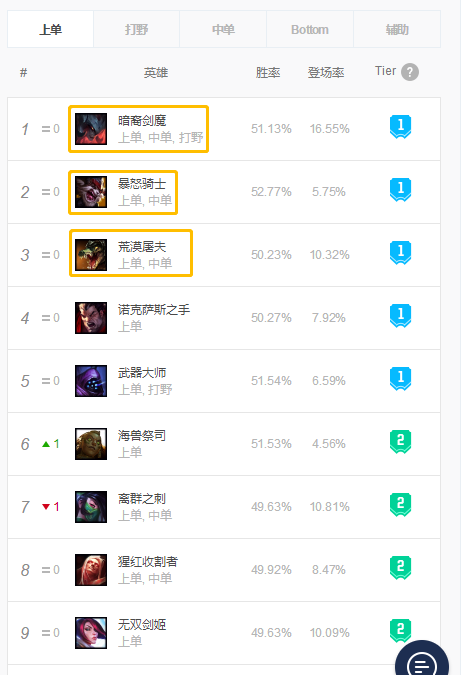 上单 打野 中单 Bottom 辅助
# 英雄 胜率 登场率 Tier ?
1 = 0 暗裔剑魔 51.13% 16.55% 1
上单, 中单, 打野
2 = 0 暴怒骑士 52.77% 5.75% 1
上单, 中单
3 = 0 荒漠屠夫 50.23% 10.32% 1
上单, 中单
4 = 0 诺克萨斯之手 50.27% 7.92% 1
上单
5 = 0 武器大师 51.54% 6.59% 1
上单, 打野
6 ▲ 1 海兽祭司 51.53% 4.56% 2
上单
7 ▼ 1 离群之刺 49.63% 10.81% 2
上单, 中单
8 = 0 猩红收割者 49.92% 8.47% 2
上单, 中单
9 = 0 无双剑姬 49.63% 10.09% 2
上单